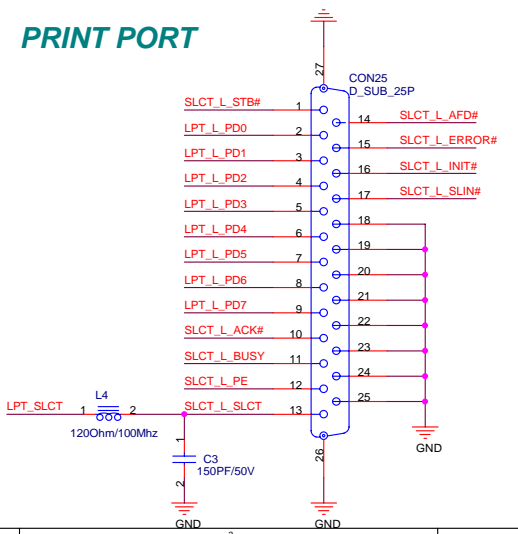 PRINT PORT
27
CON25
D_SUB_25P
SLCT_L_STB# 1
14 SLCT_L_AFD#
LPT_L_PD0 2
15 SLCT_L_ERROR#
LPT_L_PD1 3
16 SLCT_L_INIT#
LPT_L_PD2 4
17 SLCT_L_SLIN#
LPT_L_PD3 5
18
LPT_L_PD4 6
19
LPT_L_PD5 7
20
LPT_L_PD6 8
21
LPT_L_PD7 9
22
SLCT_L_ACK# 10
23
SLCT_L_BUSY 11
24
SLCT_L_PE 12
25
L4
LPT_SLCT 1 2 SLCT_L_SLCT 13
120Ohm/100Mhz
1
C3
150PF/50V
2
26
GND
GND
GND